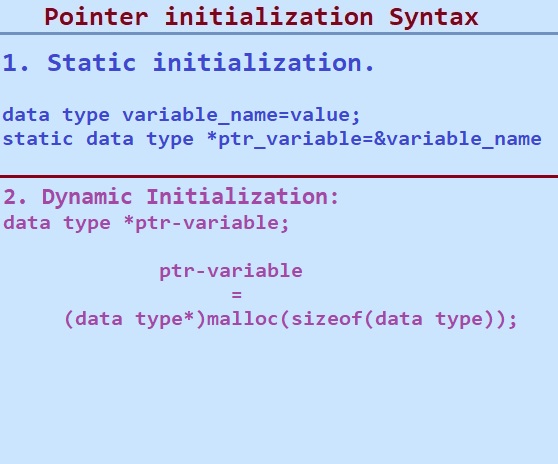 Pointer initialization Syntax
1. Static initialization.
data type variable_name=value;
static data type *ptr_variable=&variable_name
2. Dynamic Initialization:
data type *ptr-variable;
ptr-variable
=
(data type*)malloc(sizeof(data type));